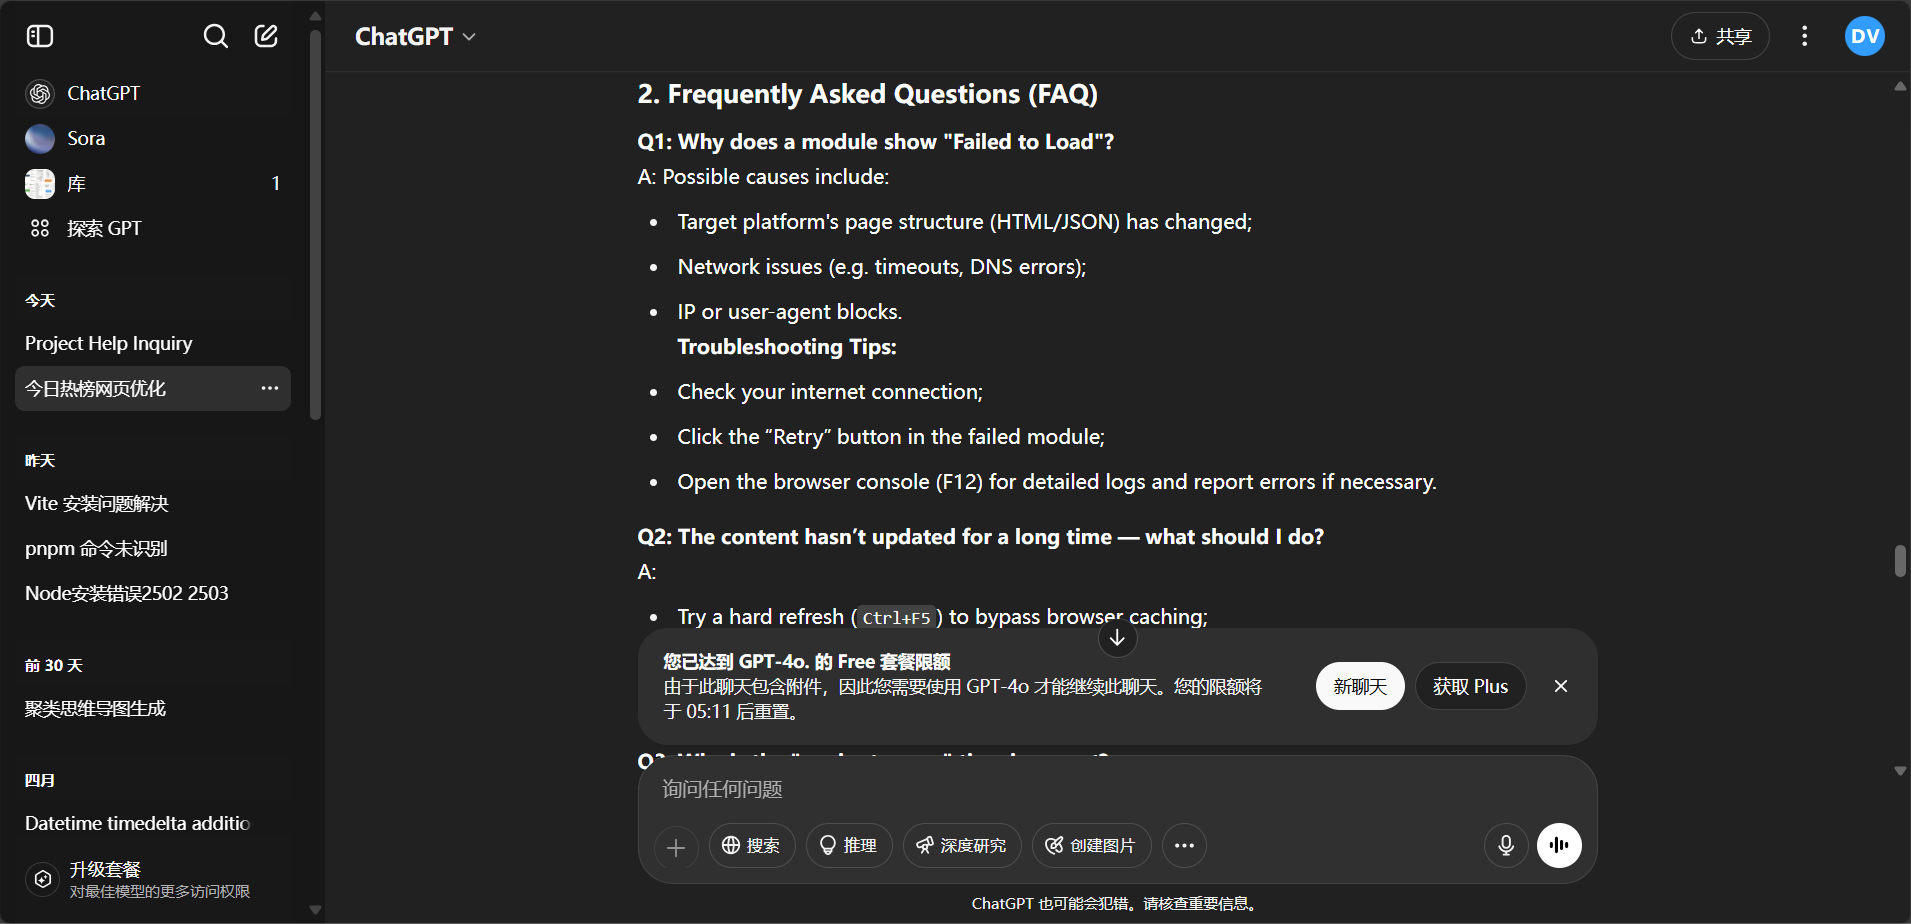 ChatGPT
Sora
库
1
探索 GPT
今天
Project Help Inquiry
今日热榜网页优化
昨天
Vite 安装问题解决
pnpm 命令未识别
Node安装错误2502 2503
前 30 天
聚类思维导图生成
四月
Datetime timedelta additio
升级套餐
对最佳模型的更多访问权限
ChatGPT
共享
DV
2. Frequently Asked Questions (FAQ)
Q1: Why does a module show "Failed to Load"?
A: Possible causes include:
• Target platform's page structure (HTML/JSON) has changed;
• Network issues (e.g. timeouts, DNS errors);
• IP or user-agent blocks.
Troubleshooting Tips:
• Check your internet connection;
• Click the “Retry” button in the failed module;
• Open the browser console (F12) for detailed logs and report errors if necessary.
Q2: The content hasn’t updated for a long time — what should I do?
A:
• Try a hard refresh (Ctrl+F5) to bypass browser caching;
您已达到 GPT-4o. 的 Free 套餐限额
由于此聊天包含附件，因此您需要使用 GPT-4o 才能继续此聊天。您的限额将
于 05:11 后重置。
新聊天
获取 Plus
询问任何问题
搜索
推理
深度研究
创建图片
ChatGPT 也可能会犯错。请核查重要信息。